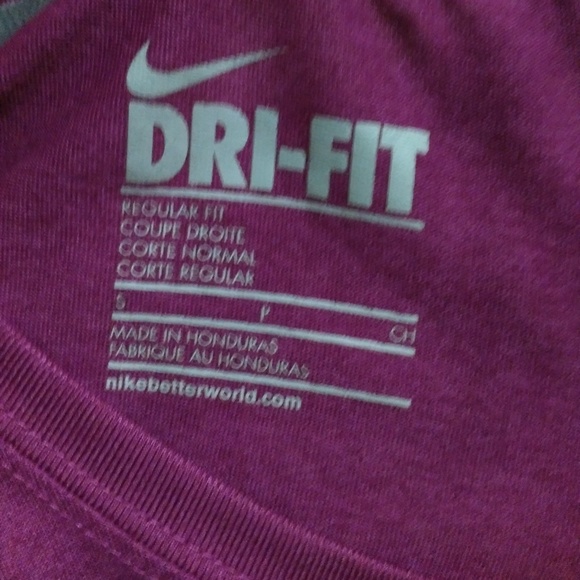 DRI-FIT
REGULAR FIT
COUPE DROITE
CORTE NORMAL
CORTE REGULAR
S P CH
MADE IN HONDURAS
FABRIQUE AU HONDURAS
nikebetterworld.com